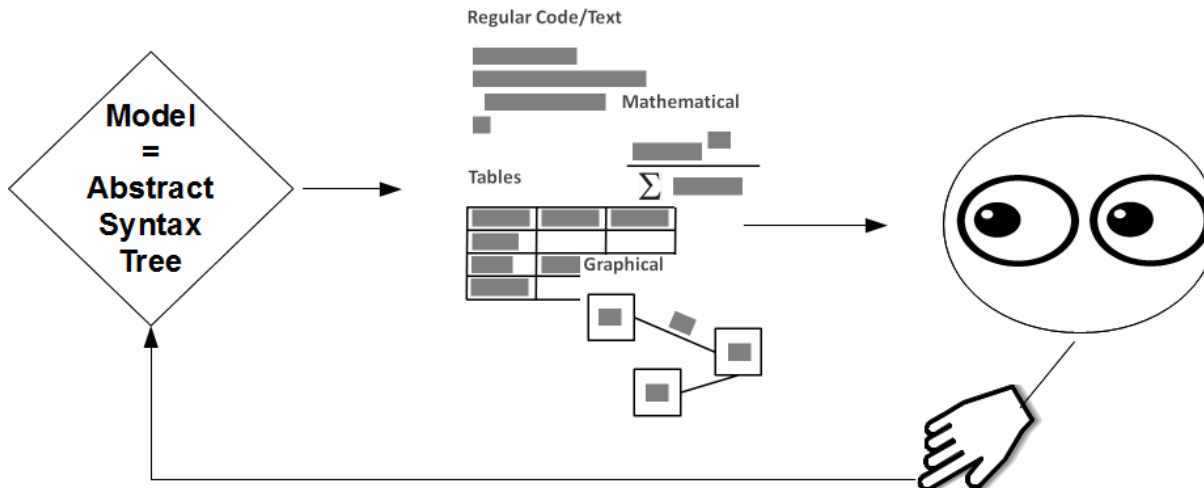 Regular Code/Text
Model
=
Abstract
Syntax
Tree
Mathematical
Σ
Tables
Graphical